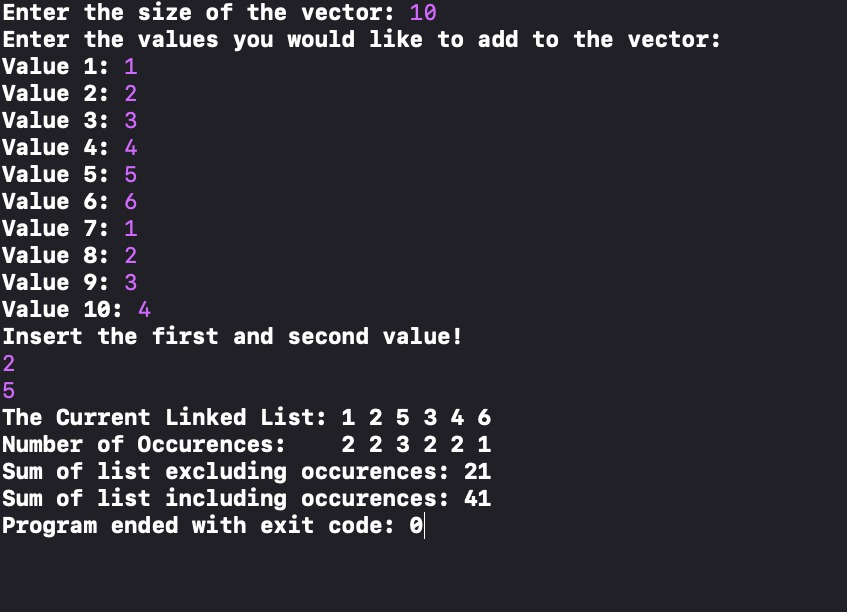 Enter the size of the vector: 10
Enter the values you would like to add to the vector:
Value 1: 1
Value 2: 2
Value 3: 3
Value 4: 4
Value 5: 5
Value 6: 6
Value 7: 1
Value 8: 2
Value 9: 3
Value 10: 4
Insert the first and second value!
2
5
The Current Linked List: 1 2 5 3 4 6
Number of Occurences:    2 2 3 2 2 1
Sum of list excluding occurences: 21
Sum of list including occurences: 41
Program ended with exit code: 0